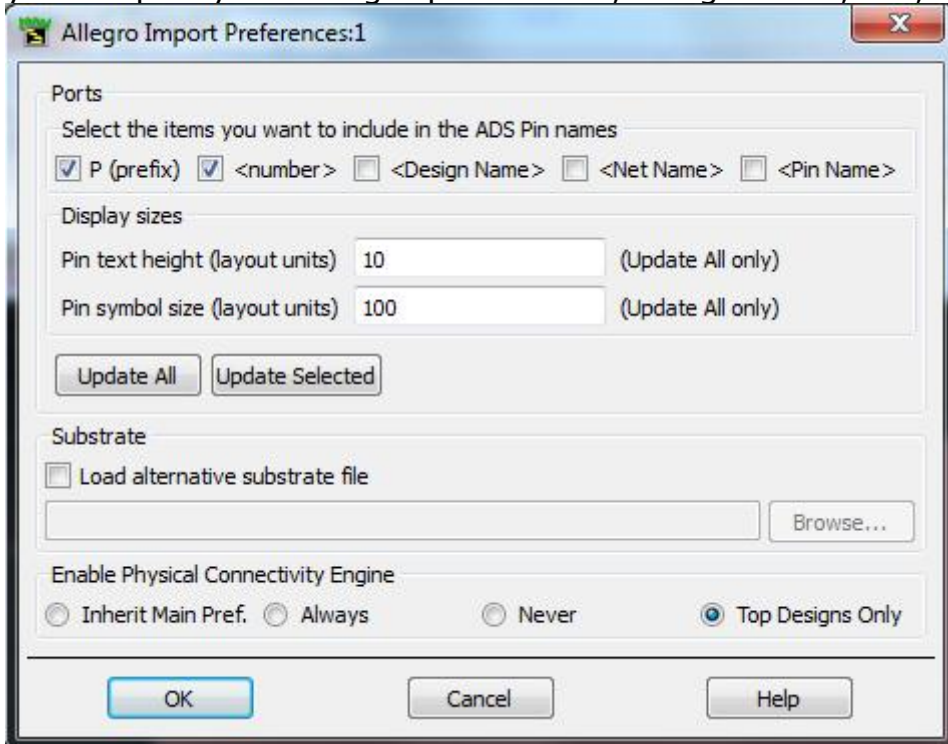 Allegro Import Preferences:1
Ports
Select the items you want to include in the ADS Pin names
P (prefix) <number> <Design Name> <Net Name> <Pin Name>
Display sizes
Pin text height (layout units) 10 (Update All only)
Pin symbol size (layout units) 100 (Update All only)
Update All Update Selected
Substrate
Load alternative substrate file
Browse...
Enable Physical Connectivity Engine
Inherit Main Pref. Always Never Top Designs Only
OK Cancel Help